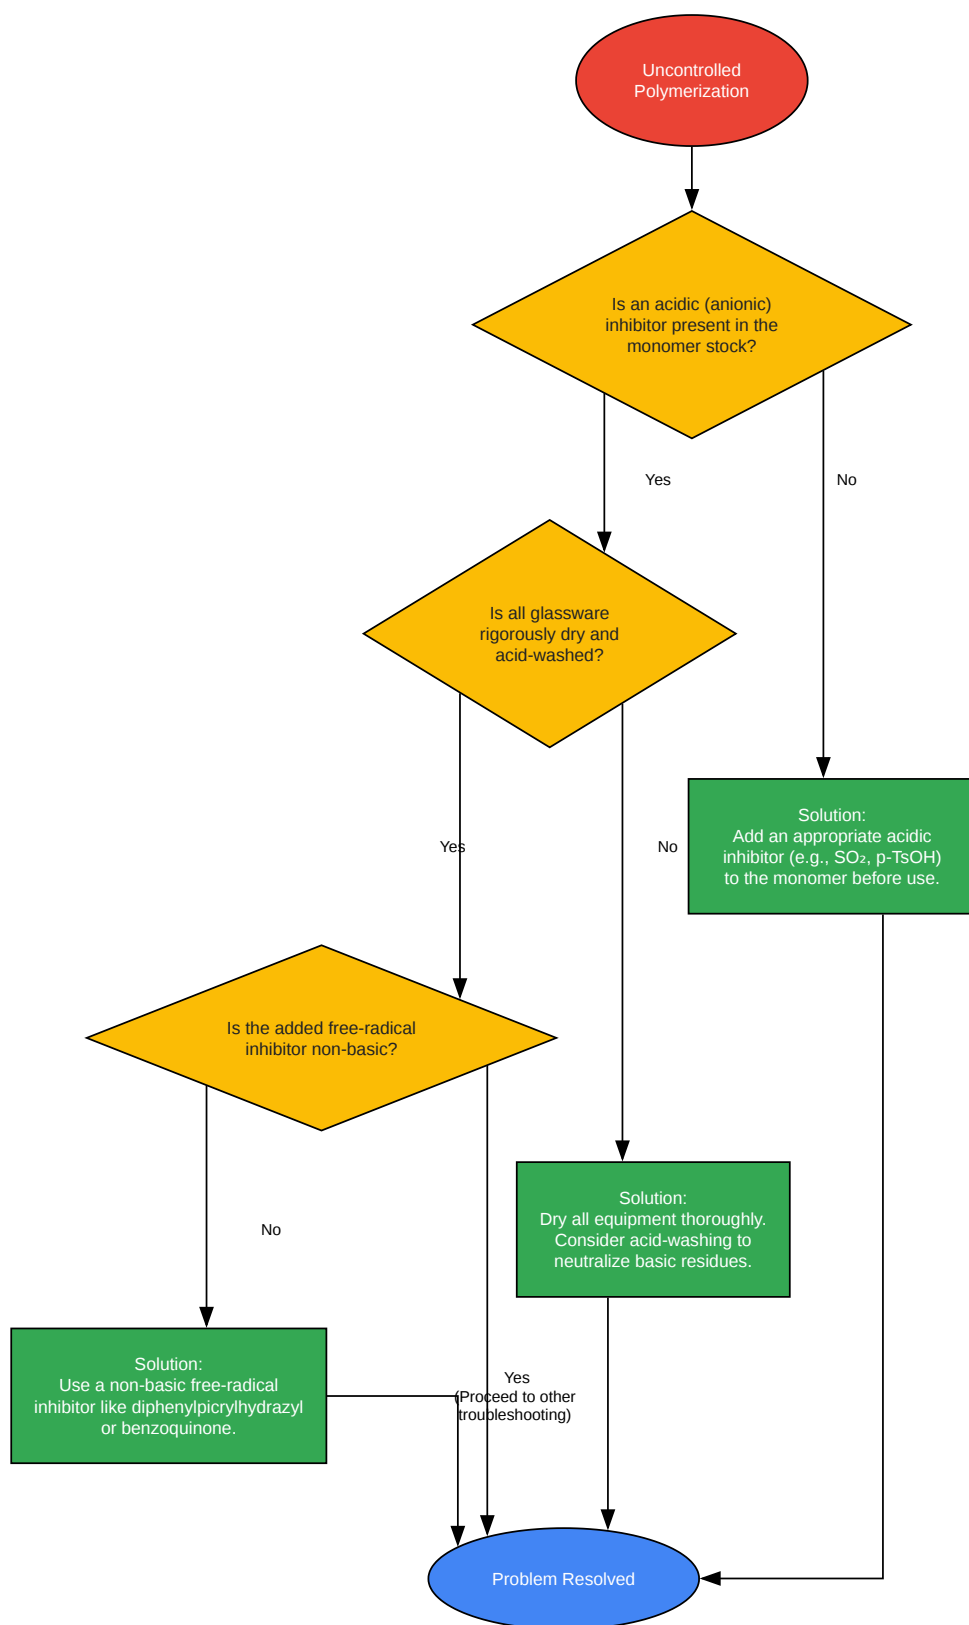 Uncontrolled
Polymerization
Is an acidic (anionic)
inhibitor present in the
monomer stock?
Yes
No
Is all glassware
rigorously dry and
acid-washed?
Yes
No
Solution:
Add an appropriate acidic
inhibitor (e.g., SO₂, p-TsOH)
to the monomer before use.
Is the added free-radical
inhibitor non-basic?
No
Solution:
Dry all equipment thoroughly.
Consider acid-washing to
neutralize basic residues.
Solution:
Use a non-basic free-radical
inhibitor like diphenylpicrylhydrazyl
or benzoquinone.
Yes
(Proceed to other
troubleshooting)
Problem Resolved